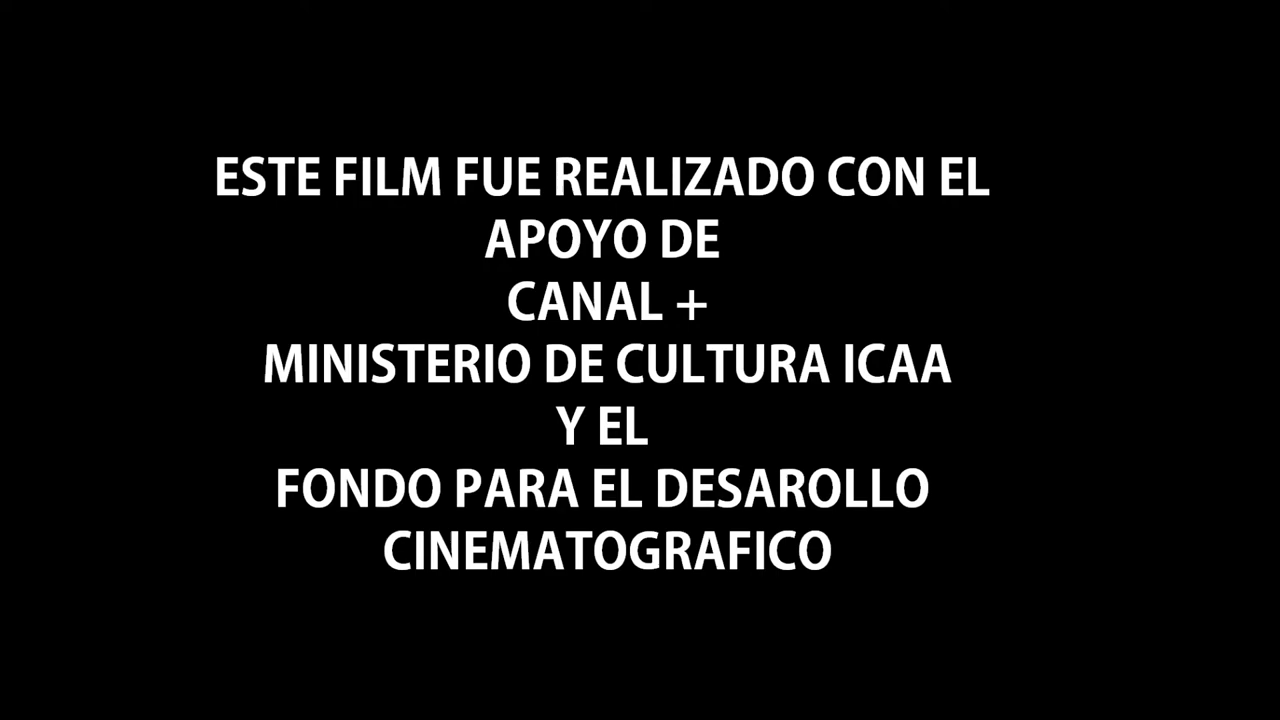 ESTE FILM FUE REALIZADO CON EL
APOYO DE
CANAL +
MINISTERIO DE CULTURA ICAA
Y EL
FONDO PARA EL DESAROLLO
CINEMATOGRAFICO